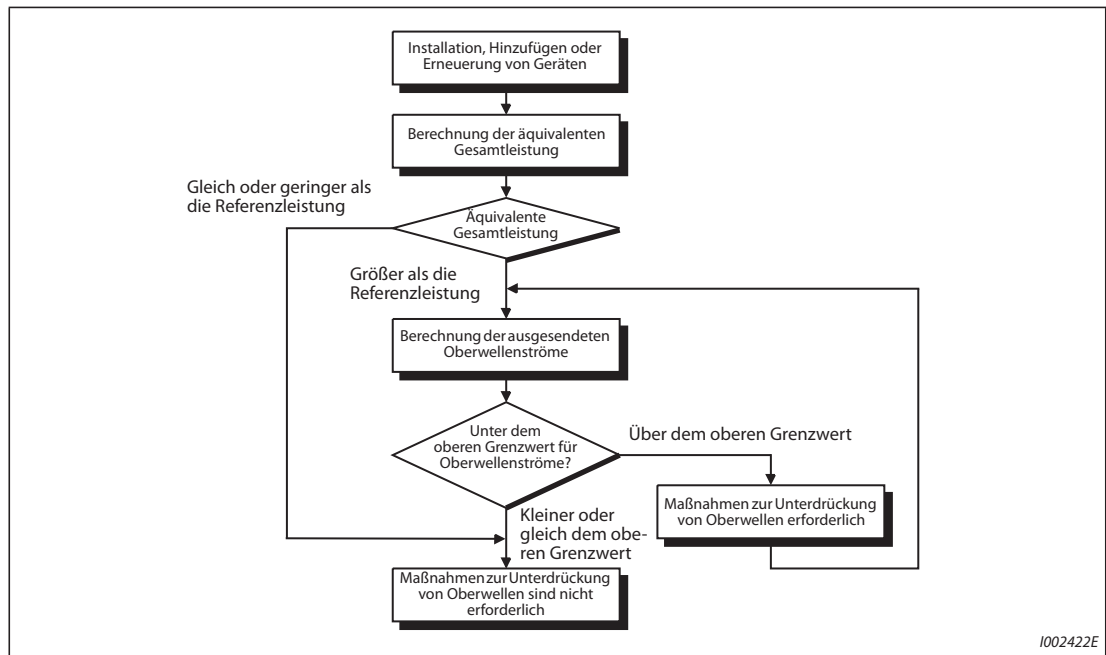 Installation, Hinzufügen oder
Erneuerung von Geräten
Berechnung der äquivalenten
Gesamtleistung
Gleich oder geringer als
die Referenzleistung
Äquivalente
Gesamtleistung
Größer als die
Referenzleistung
Berechnung der ausgesendeten
Oberwellenströme
Unter dem
oberen Grenzwert für
Oberwellenströme?
Über dem oberen Grenzwert
Maßnahmen zur Unterdrückung
von Oberwellen erforderlich
Kleiner oder
gleich dem obe-
ren Grenzwert
Maßnahmen zur Unterdrückung
von Oberwellen sind nicht
erforderlich
I002422E